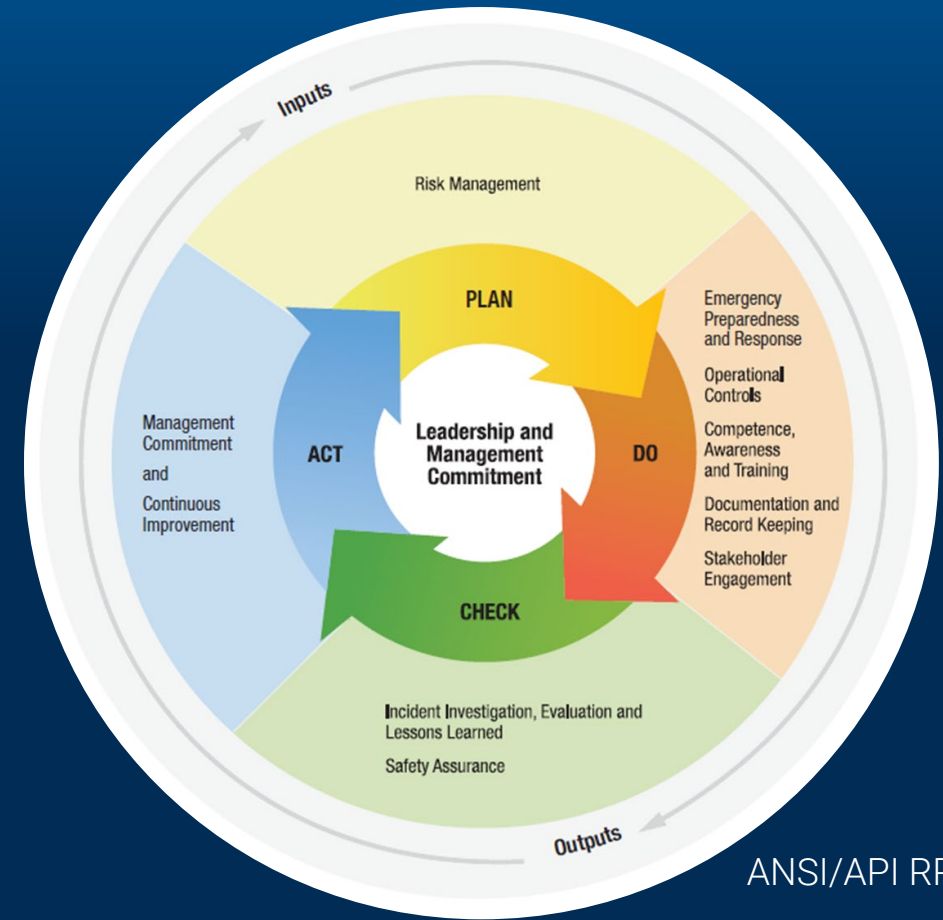 Inputs
Risk Management
PLAN
Emergency
Preparedness
and Response
Operational
Controls
Competence,
Awareness
and Training
Documentation and
Record Keeping
Stakeholder
Engagement
DO
Leadership and
Management
Commitment
ACT
Management
Commitment
and
Continuous
Improvement
CHECK
Incident Investigation, Evaluation and
Lessons Learned
Safety Assurance
Outputs
ANSI/API RP